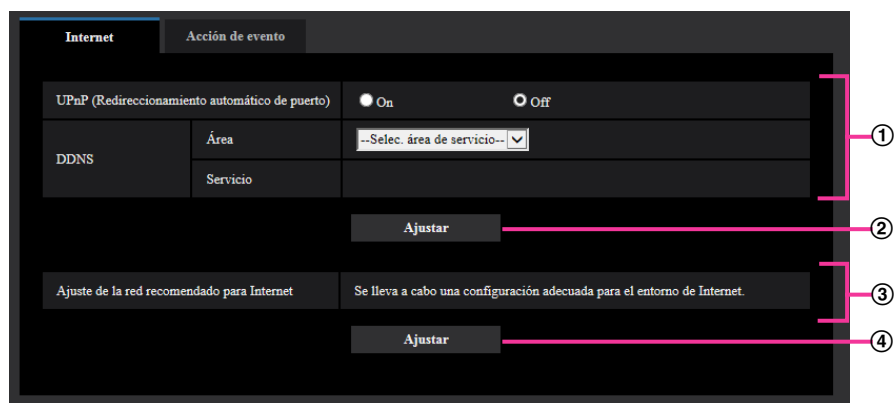 Internet Acción de evento
UPnP (Redireccionamiento automático de puerto) On Off
DDNS
Área --Selec. área de servicio--
Servicio
①
Ajustar ②
Ajuste de la red recomendado para Internet Se lleva a cabo una configuración adecuada para el entorno de Internet. ③
Ajustar ④